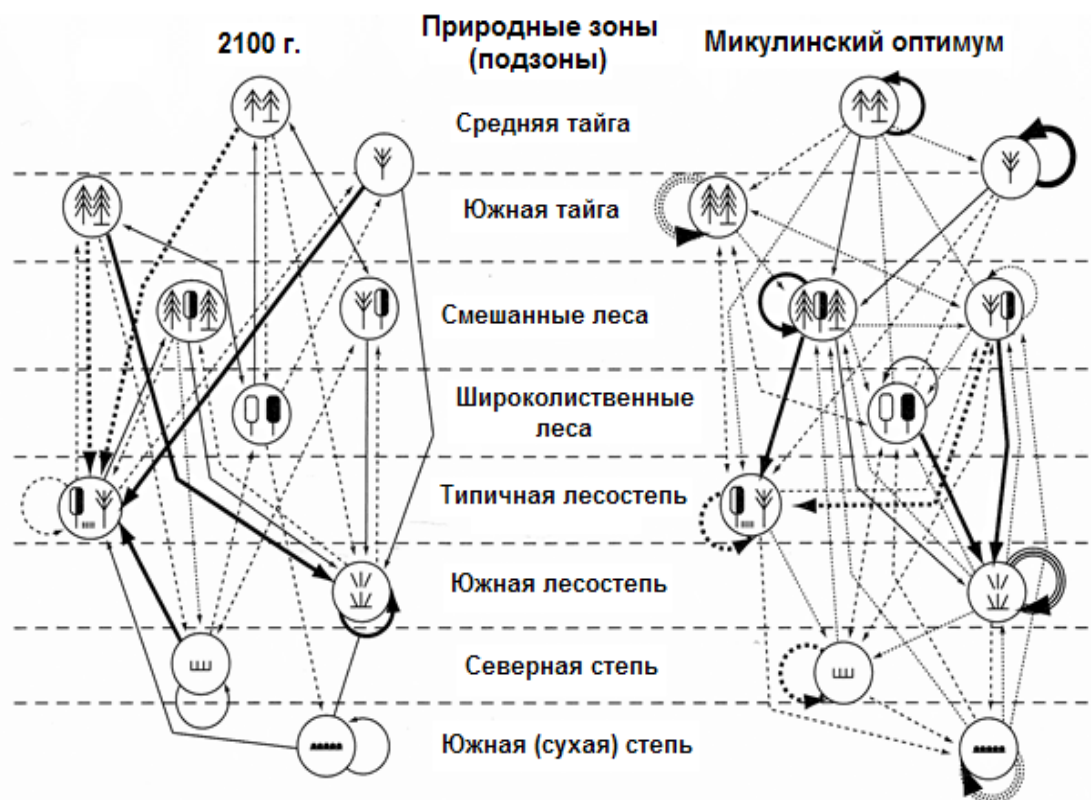 2100 г.
Природные зоны
(подзоны)
Микулинский оптимум
Средняя тайга
Южная тайга
Смешанные леса
Широколиственные
леса
Типичная лесостепь
Южная лесостепь
Северная степь
Южная (сухая) степь